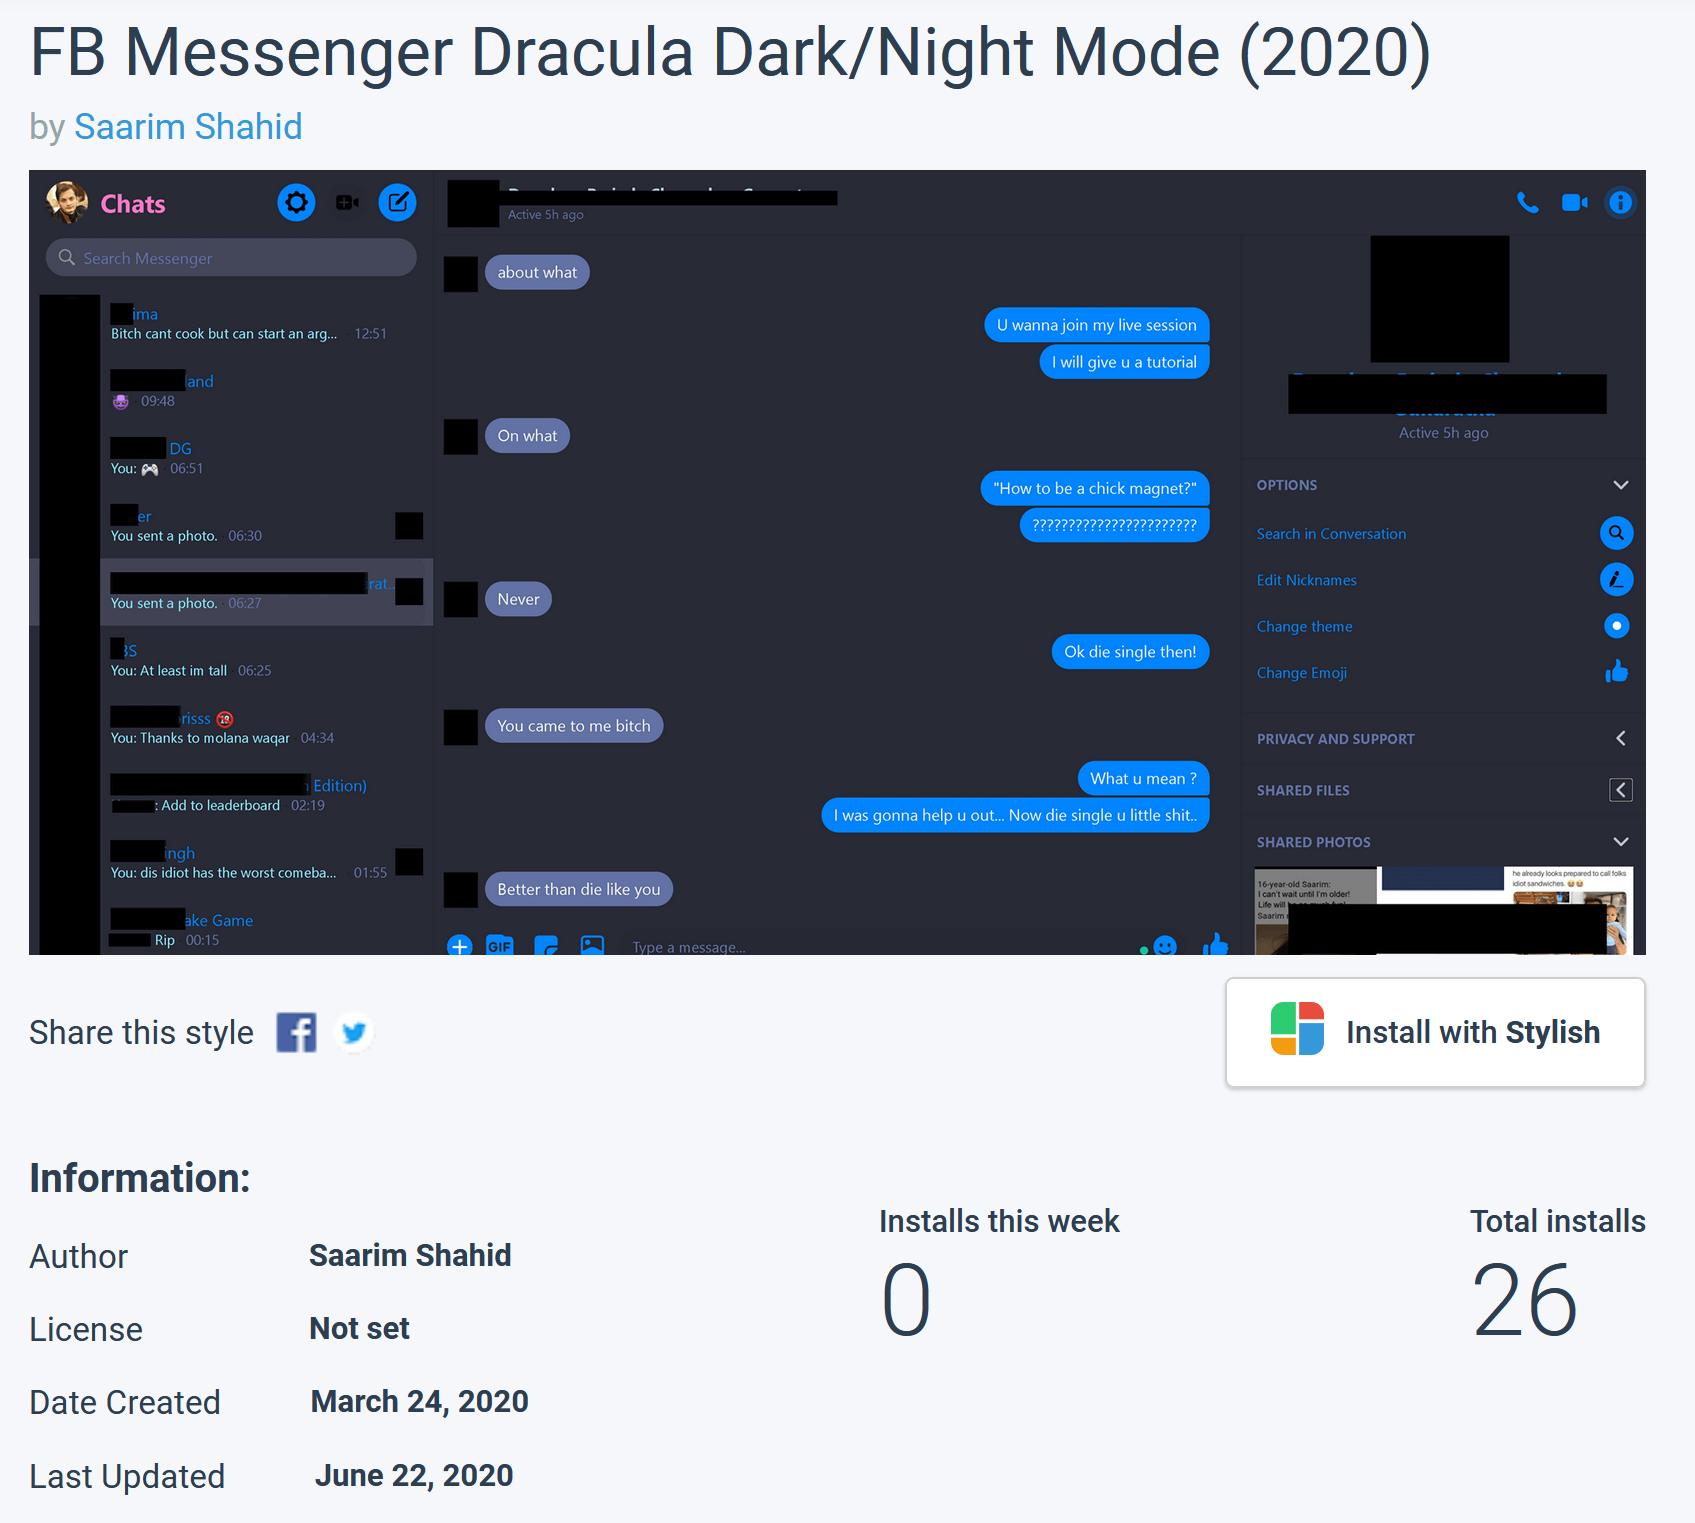 FB Messenger Dracula Dark/Night Mode (2020)
by Saarim Shahid
Chats
Search Messenger
ima
Bitch cant cook but can start an arg... 12:51
and
09:48
DG
You: 🎮 06:51
er
You sent a photo. 06:30
rat..
You sent a photo. 06:27
BS
You: At least im tall 06:25
risss 🔞
You: Thanks to molana waqar 04:34
Edition)
: Add to leaderboard 02:19
ingh
You: dis idiot has the worst comeba... 01:55
ake Game
Rip 00:15
Active 5h ago
about what
U wanna join my live session
I will give u a tutorial
On what
"How to be a chick magnet?"
???????????????????????
Never
Ok die single then!
You came to me bitch
What u mean ?
I was gonna help u out... Now die single u little shit..
Better than die like you
GIF
Type a message...
Active 5h ago
OPTIONS
Search in Conversation
Edit Nicknames
Change theme
Change Emoji
PRIVACY AND SUPPORT
SHARED FILES
SHARED PHOTOS
16-year-old Saarim:
I can't wait until I'm older!
Life will
Saarim
he already looks prepared to call folks
idiot sandwiches.
Share this style
Install with Stylish
Information:
Author Saarim Shahid
License Not set
Date Created March 24, 2020
Last Updated June 22, 2020
Installs this week
0
Total installs
26